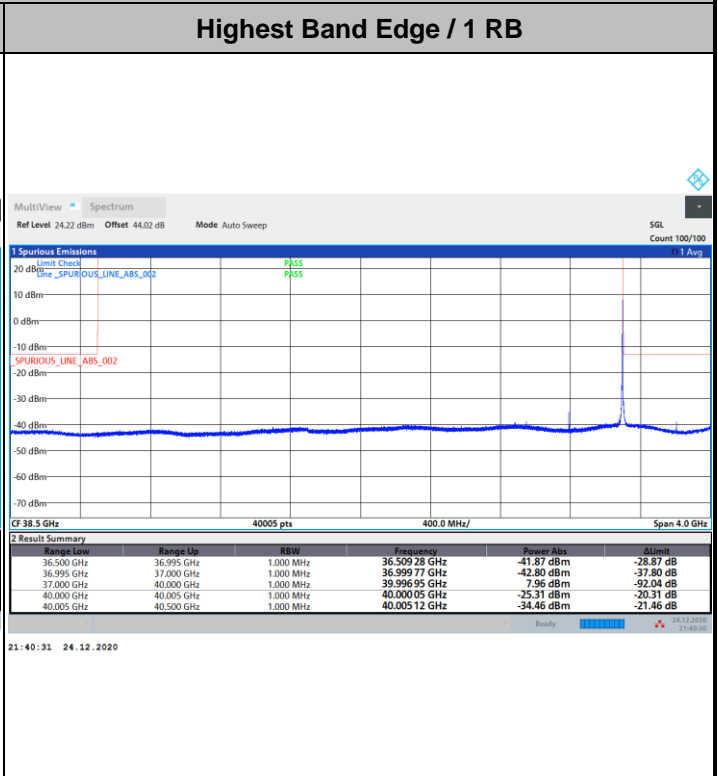 Highest Band Edge / 1 RB
MultiView Spectrum
Ref Level 24.22 dBm Offset 44.02 dB Mode Auto Sweep SGL
Count 100/100
1 Spurious Emissions 1 Avg
Limit Check PASS
20 dBm
Line _SPURIOUS_LINE_ABS_002 PASS
10 dBm
0 dBm
-10 dBm
_SPURIOUS_LINE_ABS_002
-20 dBm
-30 dBm
-40 dBm
-50 dBm
-60 dBm
-70 dBm
CF 38.5 GHz 40005 pts 400.0 MHz/ Span 4.0 GHz
2 Result Summary
Range Low Range Up RBW Frequency Power Abs ΔLimit
36.500 GHz 36.995 GHz 1.000 MHz 36.509 28 GHz -41.87 dBm -28.87 dB
36.995 GHz 37.000 GHz 1.000 MHz 36.999 77 GHz -42.80 dBm -37.80 dB
37.000 GHz 40.000 GHz 1.000 MHz 39.996 95 GHz 7.96 dBm -92.04 dB
40.000 GHz 40.005 GHz 1.000 MHz 40.000 05 GHz -25.31 dBm -20.31 dB
40.005 GHz 40.500 GHz 1.000 MHz 40.005 12 GHz -34.46 dBm -21.46 dB
Ready 24.12.2020
21:40:30
21:40:31 24.12.2020